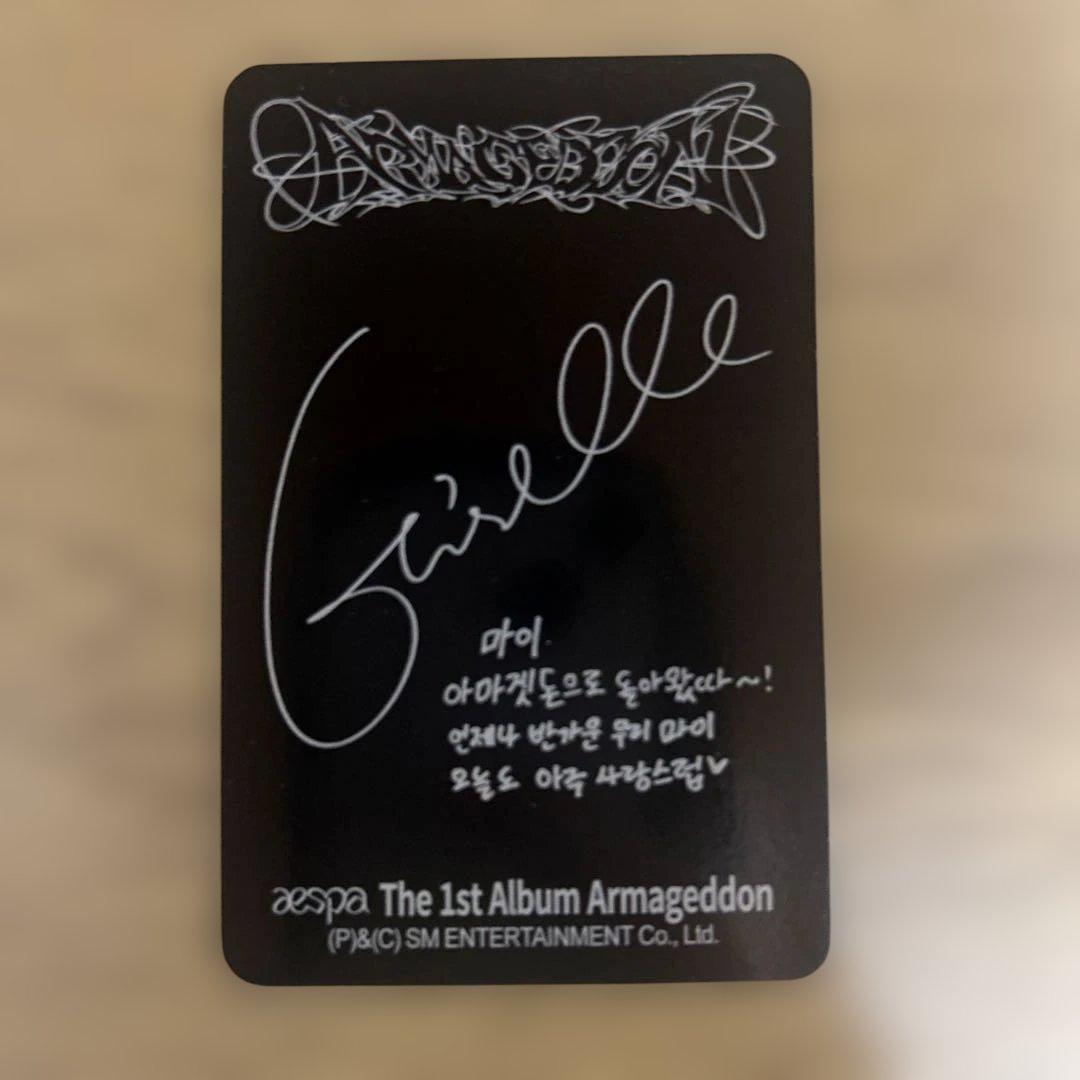 ARMAGEDDON
Giselle
마이
아마겟돈으로 돌아왔따~!
언제나 반가운 우리 마이
오늘도 아주 사랑스럽♥
aespa The 1st Album Armageddon
(P)&(C) SM ENTERTAINMENT Co., Ltd.